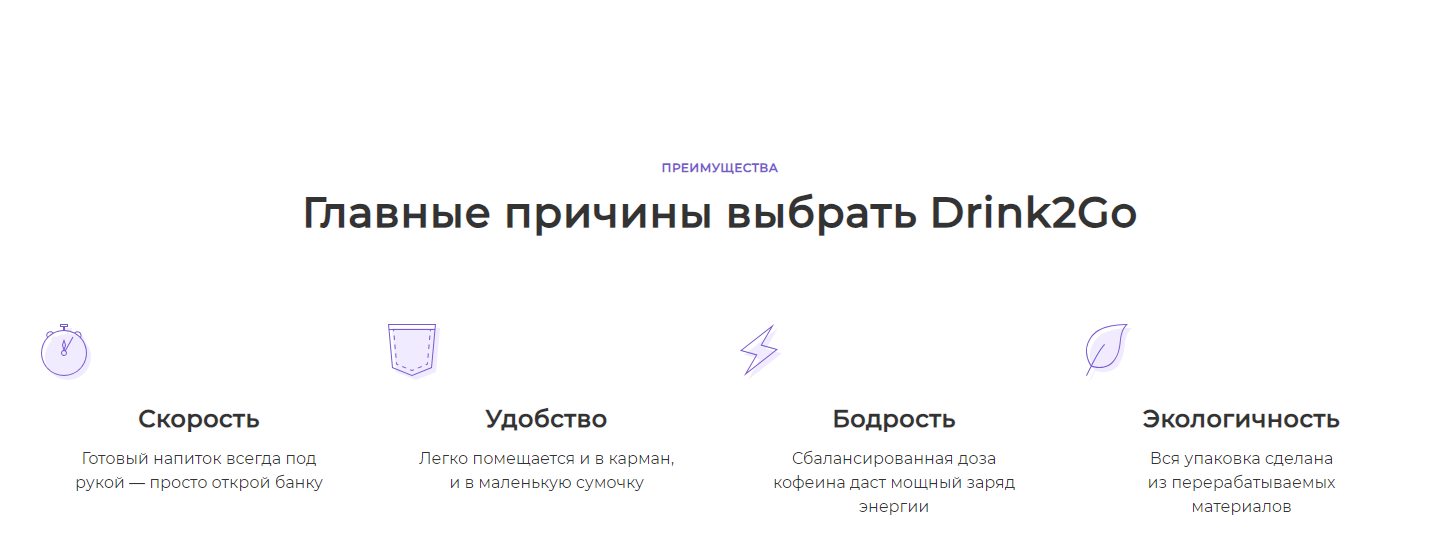 ПРЕИМУЩЕСТВА
Главные причины выбрать Drink2Go
Скорость
Готовый напиток всегда под
рукой — просто открой банку
Удобство
Легко помещается и в карман,
и в маленькую сумочку
Бодрость
Сбалансированная доза
кофеина даст мощный заряд
энергии
Экологичность
Вся упаковка сделана
из перерабатываемых
материалов